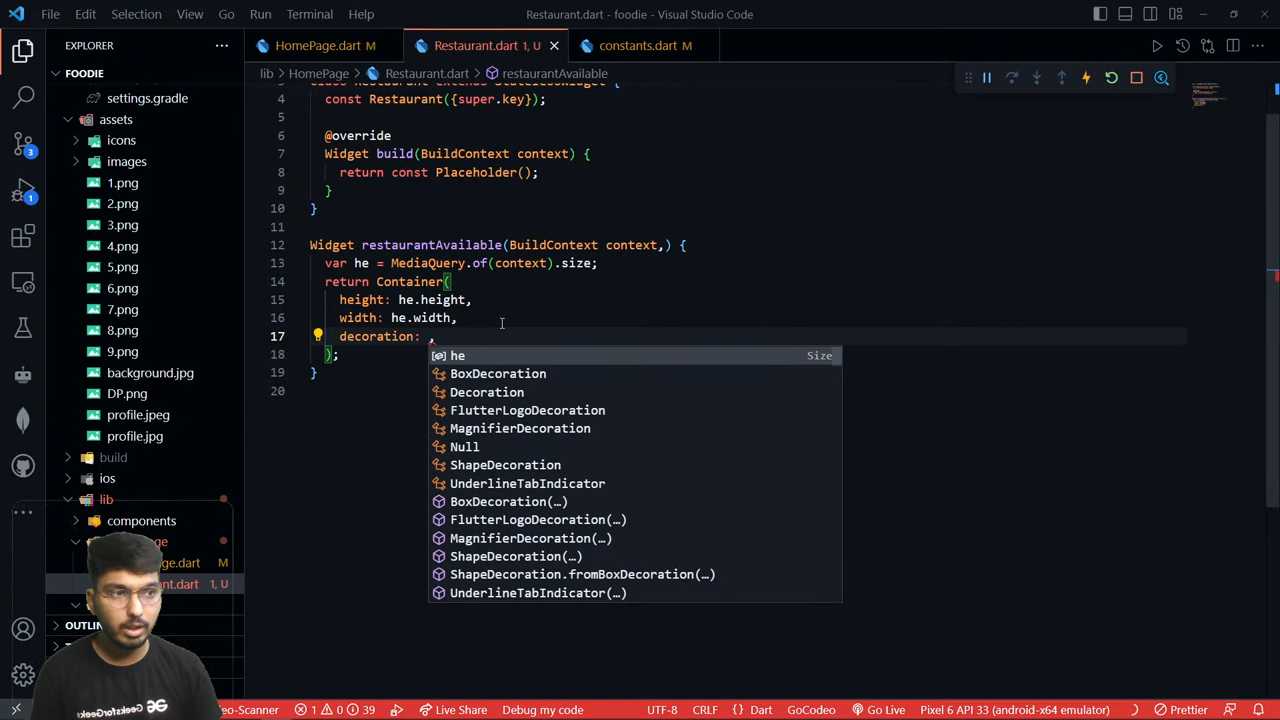 File Edit Selection View Go Run Terminal Help
Restaurant.dart - foodie - Visual Studio Code
EXPLORER
HomePage.dart M
Restaurant.dart 1, U
constants.dart M
FOODIE
lib > HomePage > Restaurant.dart > restaurantAvailable
settings.gradle
assets
icons
images
1.png
2.png
3.png
4.png
5.png
6.png
7.png
8.png
9.png
background.jpg
DP.png
profile.jpeg
profile.jpg
build
ios
lib
components
OUTLIN
3
1
4 const Restaurant({super.key});
5
6 @override
7 Widget build(BuildContext context) {
8 return const Placeholder();
9 }
10 }
11
12 Widget restaurantAvailable(BuildContext context,) {
13 var he = MediaQuery.of(context).size;
14 return Container(
15 height: he.height,
16 width: he.width,
17 decoration: ,
18 );
19 }
20
he Size
BoxDecoration
Decoration
FlutterLogoDecoration
MagnifierDecoration
Null
ShapeDecoration
UnderlineTabIndicator
BoxDecoration(…)
FlutterLogoDecoration(…)
MagnifierDecoration(…)
ShapeDecoration(…)
ShapeDecoration.fromBoxDecoration(…)
UnderlineTabIndicator(…)
GeeksforGeeks
eo-Scanner 1 0 39 Live Share Debug my code UTF-8 CRLF {} Dart GoCodeo Go Live Pixel 6 API 33 (android-x64 emulator) Prettier